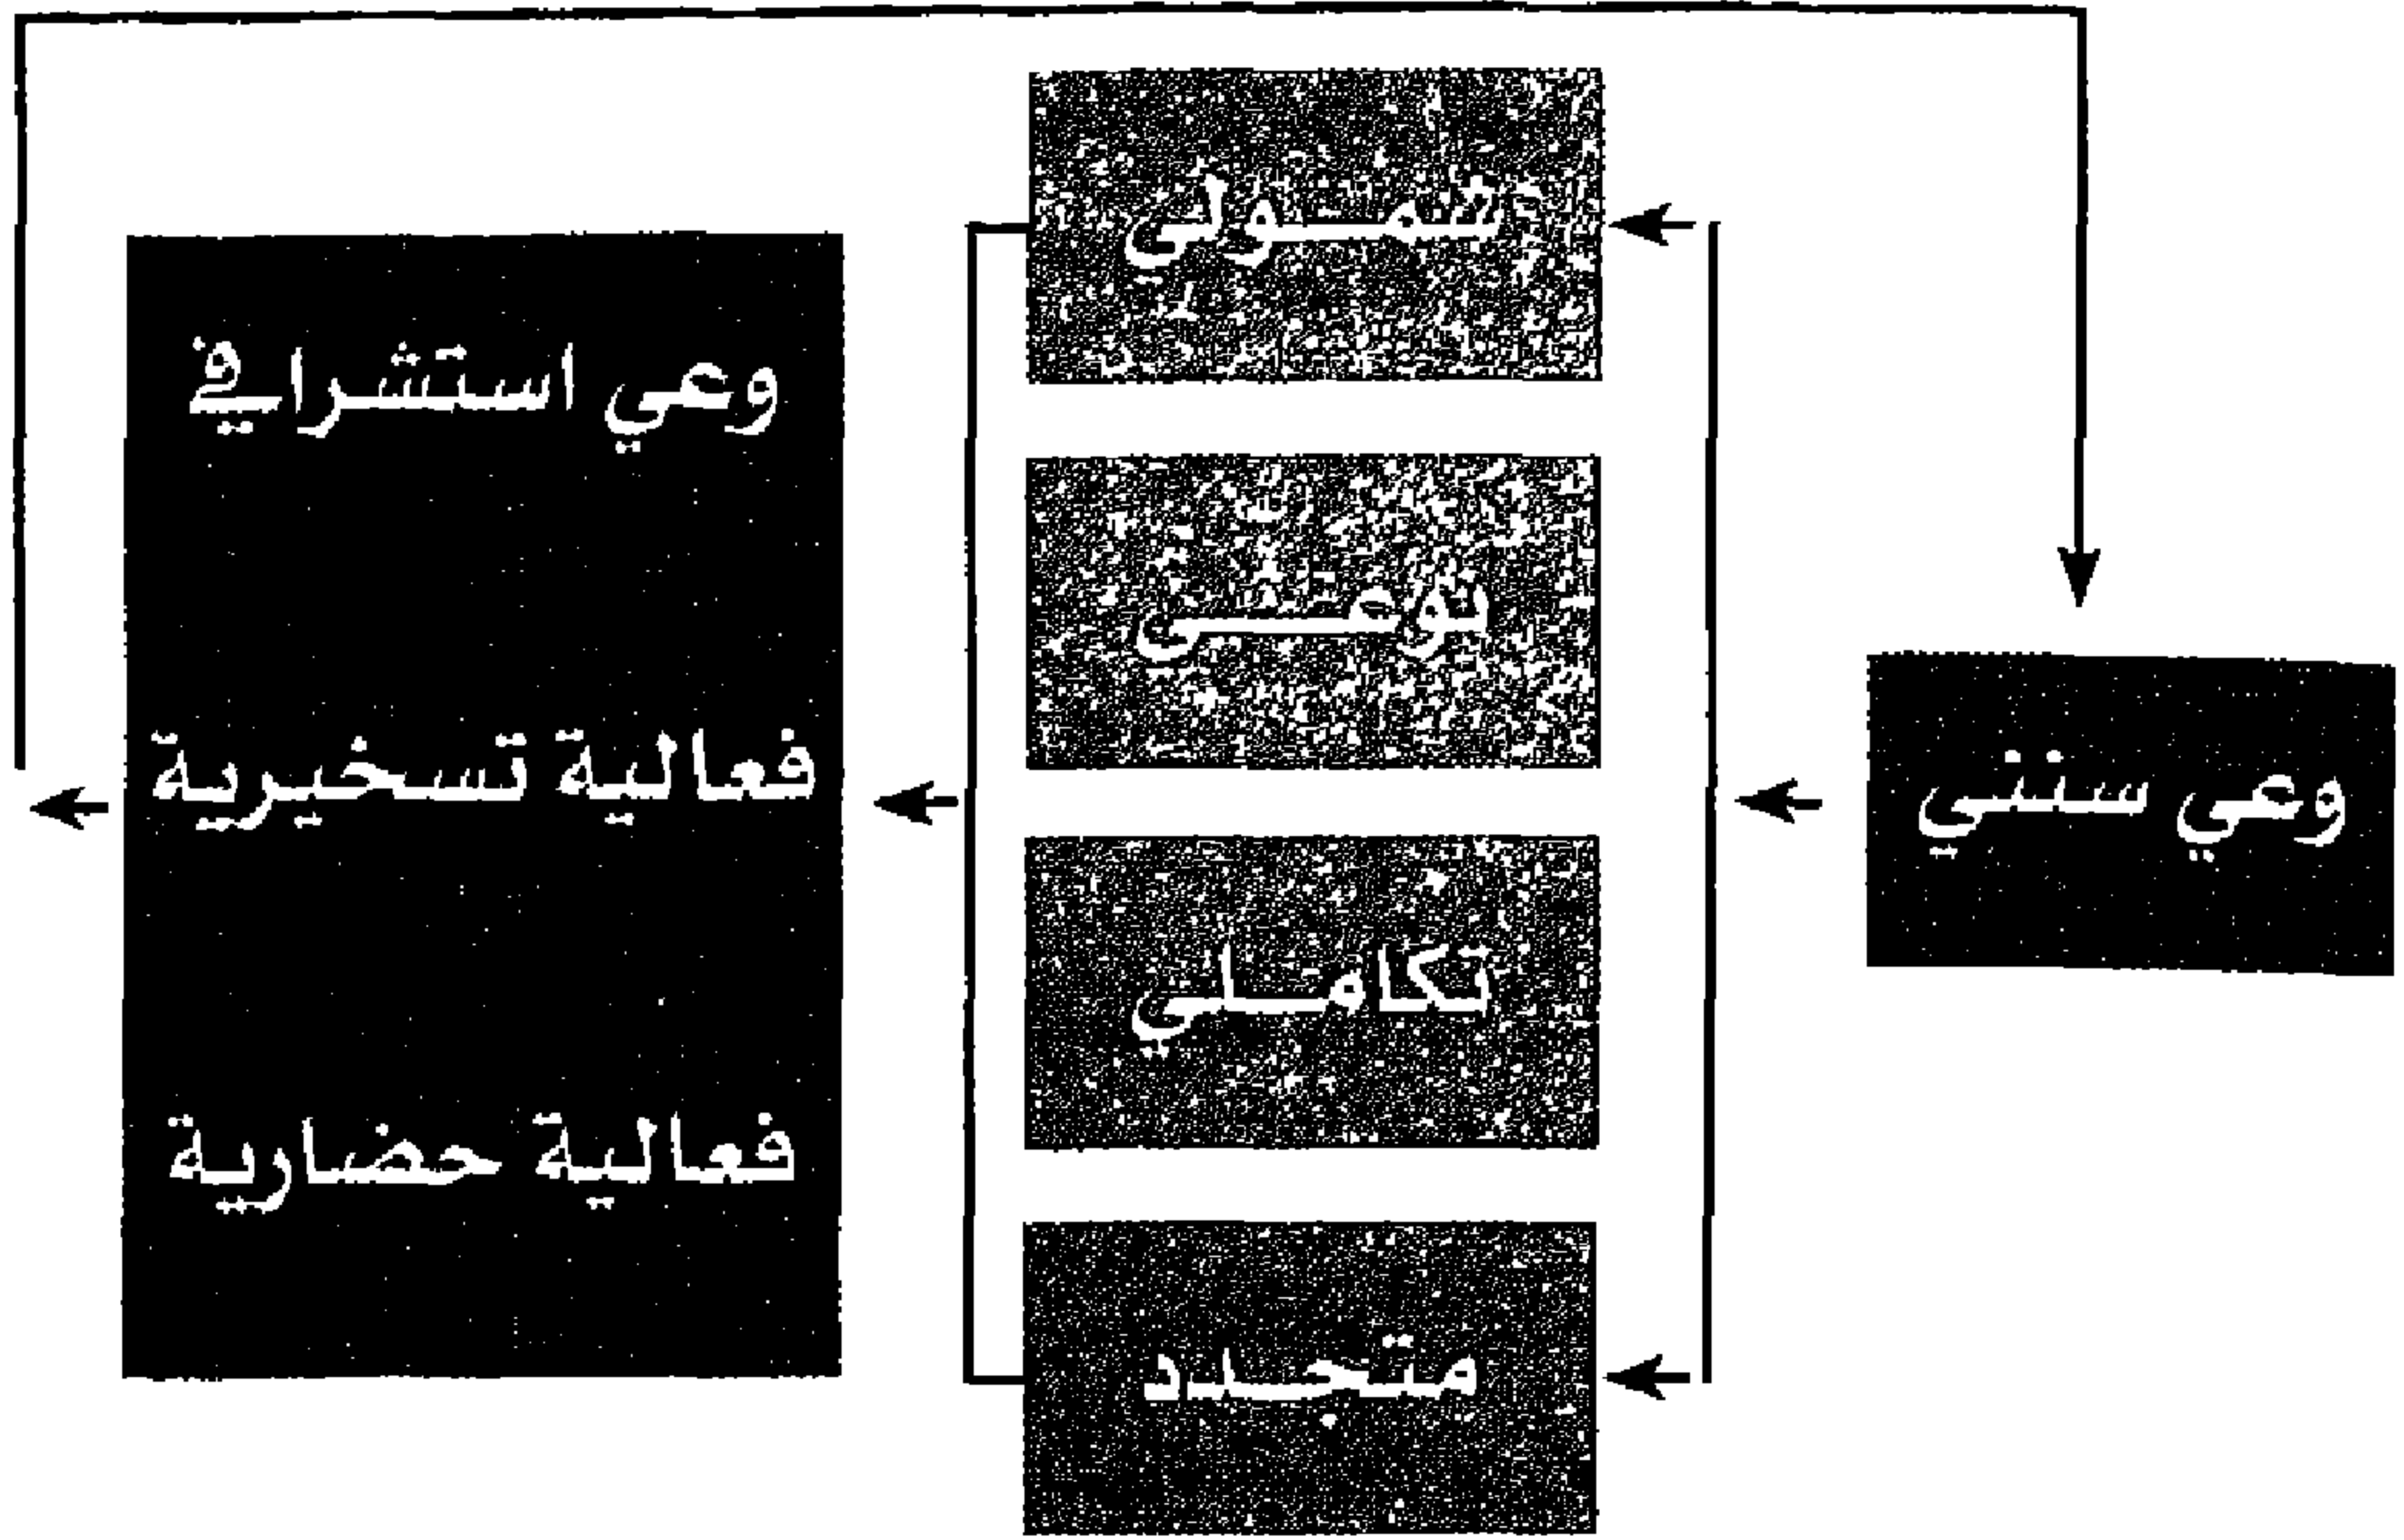 وعي سنني
شمولي
نوعي
تكاملي
متجدد
وعي استشرافي
فعالية تسخيرية
فعالية حضارية